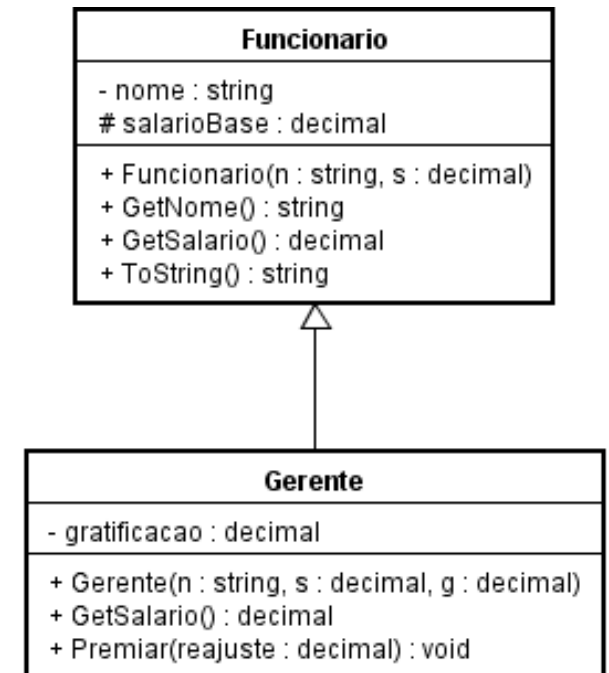 Funcionario
- nome : string
# salarioBase : decimal
+ Funcionario(n : string, s : decimal)
+ GetNome() : string
+ GetSalario() : decimal
+ ToString() : string
Gerente
- gratificacao : decimal
+ Gerente(n : string, s : decimal, g : decimal)
+ GetSalario() : decimal
+ Premiar(reajuste : decimal) : void